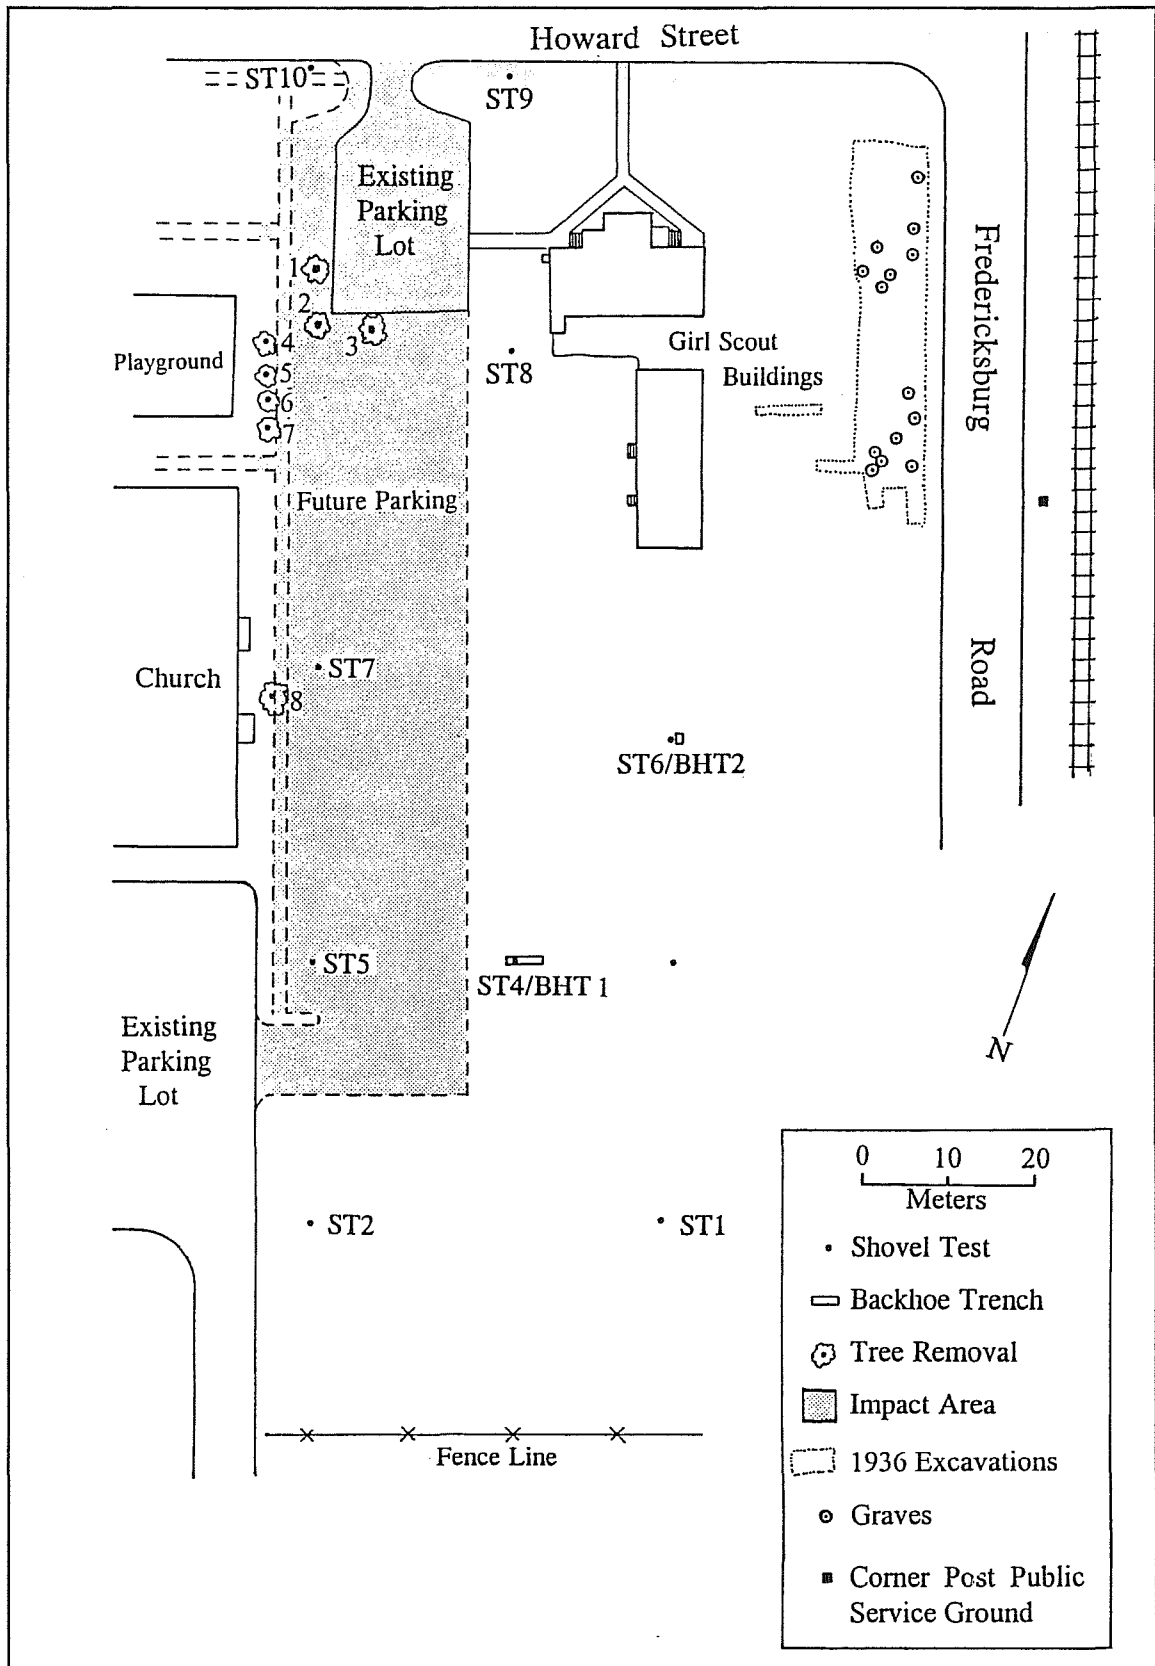 Howard Street
ST10
ST9
Existing
Parking
Lot
1
2
3
4
5
6
7
Playground
ST8
Girl Scout
Buildings
Fredericksburg
Road
Future Parking
Church
ST7
8
ST6/BHT2
ST5
ST4/BHT 1
Existing
Parking
Lot
N
ST2
ST1
Fence Line
0 10 20
Meters
Shovel Test
Backhoe Trench
Tree Removal
Impact Area
1936 Excavations
Graves
Corner Post Public
Service Ground